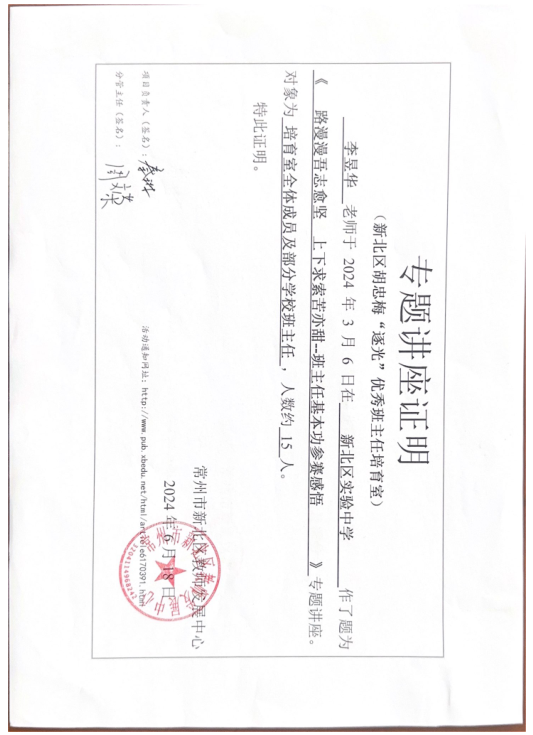 专题讲座证明
（新北区胡忠梅“逐光”优秀班主任培育室）
李昱华 老师于 2024 年 3 月 6 日在 新北区实验中学 作了题为
《 路漫漫吾志愈坚 上下求索苦亦甜--班主任基本功参赛感悟 》专题讲座。
对象为 培育室全体成员及部分学校班主任 ，人数约 15 人。
特此证明。
常州市新北区教师发展中心
2024 年 6 月 18 日
项目负责人（签名）：
分管主任（签名）：
活动通知网址：http://www.pub.xbedu.net/html/article6170391.html